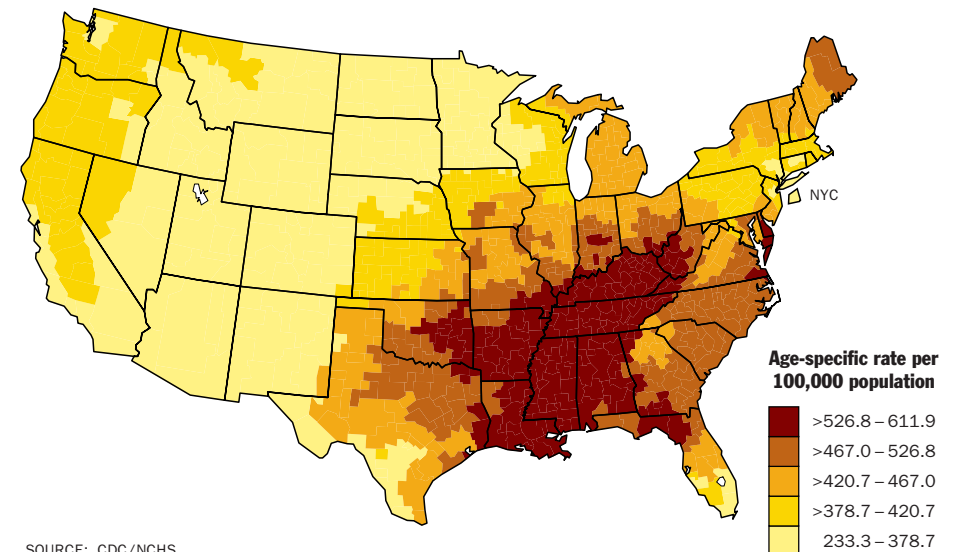 NYC
Age-specific rate per
100,000 population
>526.8–611.9
>467.0–526.8
>420.7–467.0
>378.7–420.7
233.3–378.7
SOURCE: CDC/NCHS